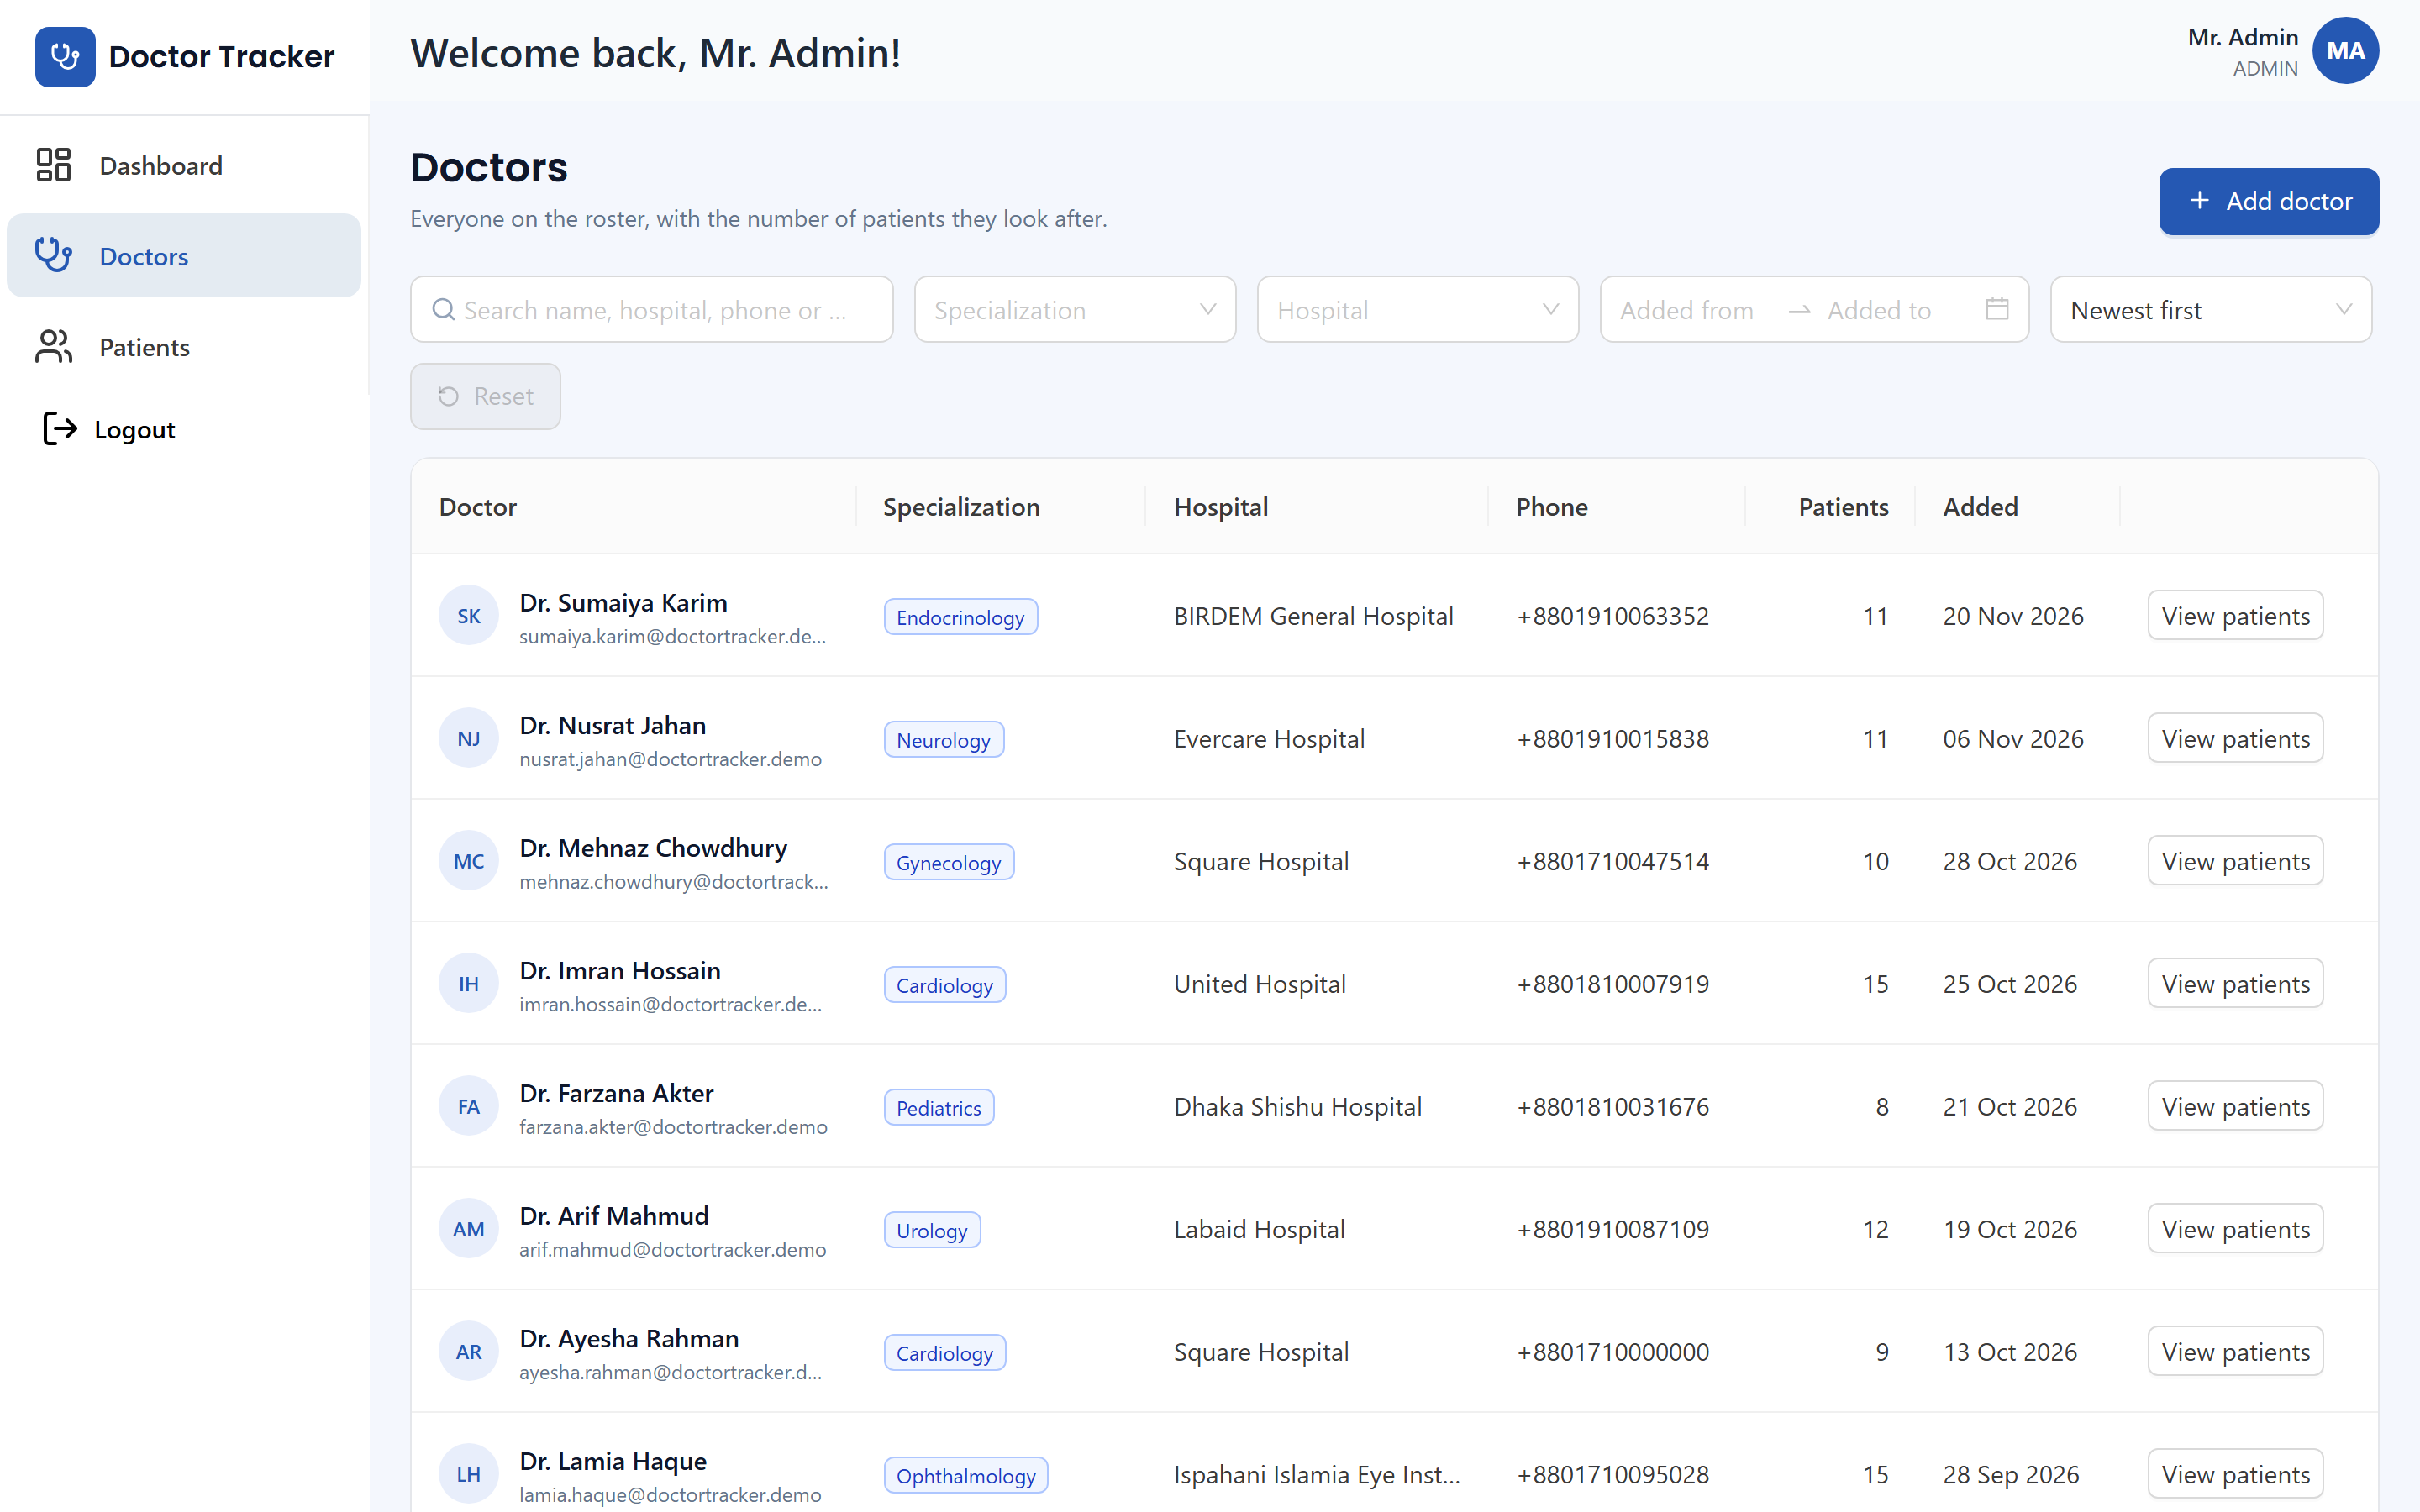 Doctor Tracker
Dashboard
Doctors
Patients
Logout
Welcome back, Mr. Admin!
Mr. Admin
ADMIN
MA
Doctors
Everyone on the roster, with the number of patients they look after.
+ Add doctor
Search name, hospital, phone or ...
Specialization
Hospital
Added from → Added to
Newest first
Reset
Doctor Specialization Hospital Phone Patients Added
SK Dr. Sumaiya Karim Endocrinology BIRDEM General Hospital +8801910063352 11 20 Nov 2026 View patients
sumaiya.karim@doctortracker.de...
NJ Dr. Nusrat Jahan Neurology Evercare Hospital +8801910015838 11 06 Nov 2026 View patients
nusrat.jahan@doctortracker.demo
MC Dr. Mehnaz Chowdhury Gynecology Square Hospital +8801710047514 10 28 Oct 2026 View patients
mehnaz.chowdhury@doctortrack...
IH Dr. Imran Hossain Cardiology United Hospital +8801810007919 15 25 Oct 2026 View patients
imran.hossain@doctortracker.de...
FA Dr. Farzana Akter Pediatrics Dhaka Shishu Hospital +8801810031676 8 21 Oct 2026 View patients
farzana.akter@doctortracker.demo
AM Dr. Arif Mahmud Urology Labaid Hospital +8801910087109 12 19 Oct 2026 View patients
arif.mahmud@doctortracker.demo
AR Dr. Ayesha Rahman Cardiology Square Hospital +8801710000000 9 13 Oct 2026 View patients
ayesha.rahman@doctortracker.d...
LH Dr. Lamia Haque Ophthalmology Ispahani Islamia Eye Inst... +8801710095028 15 28 Sep 2026 View patients
lamia.haque@doctortracker.demo